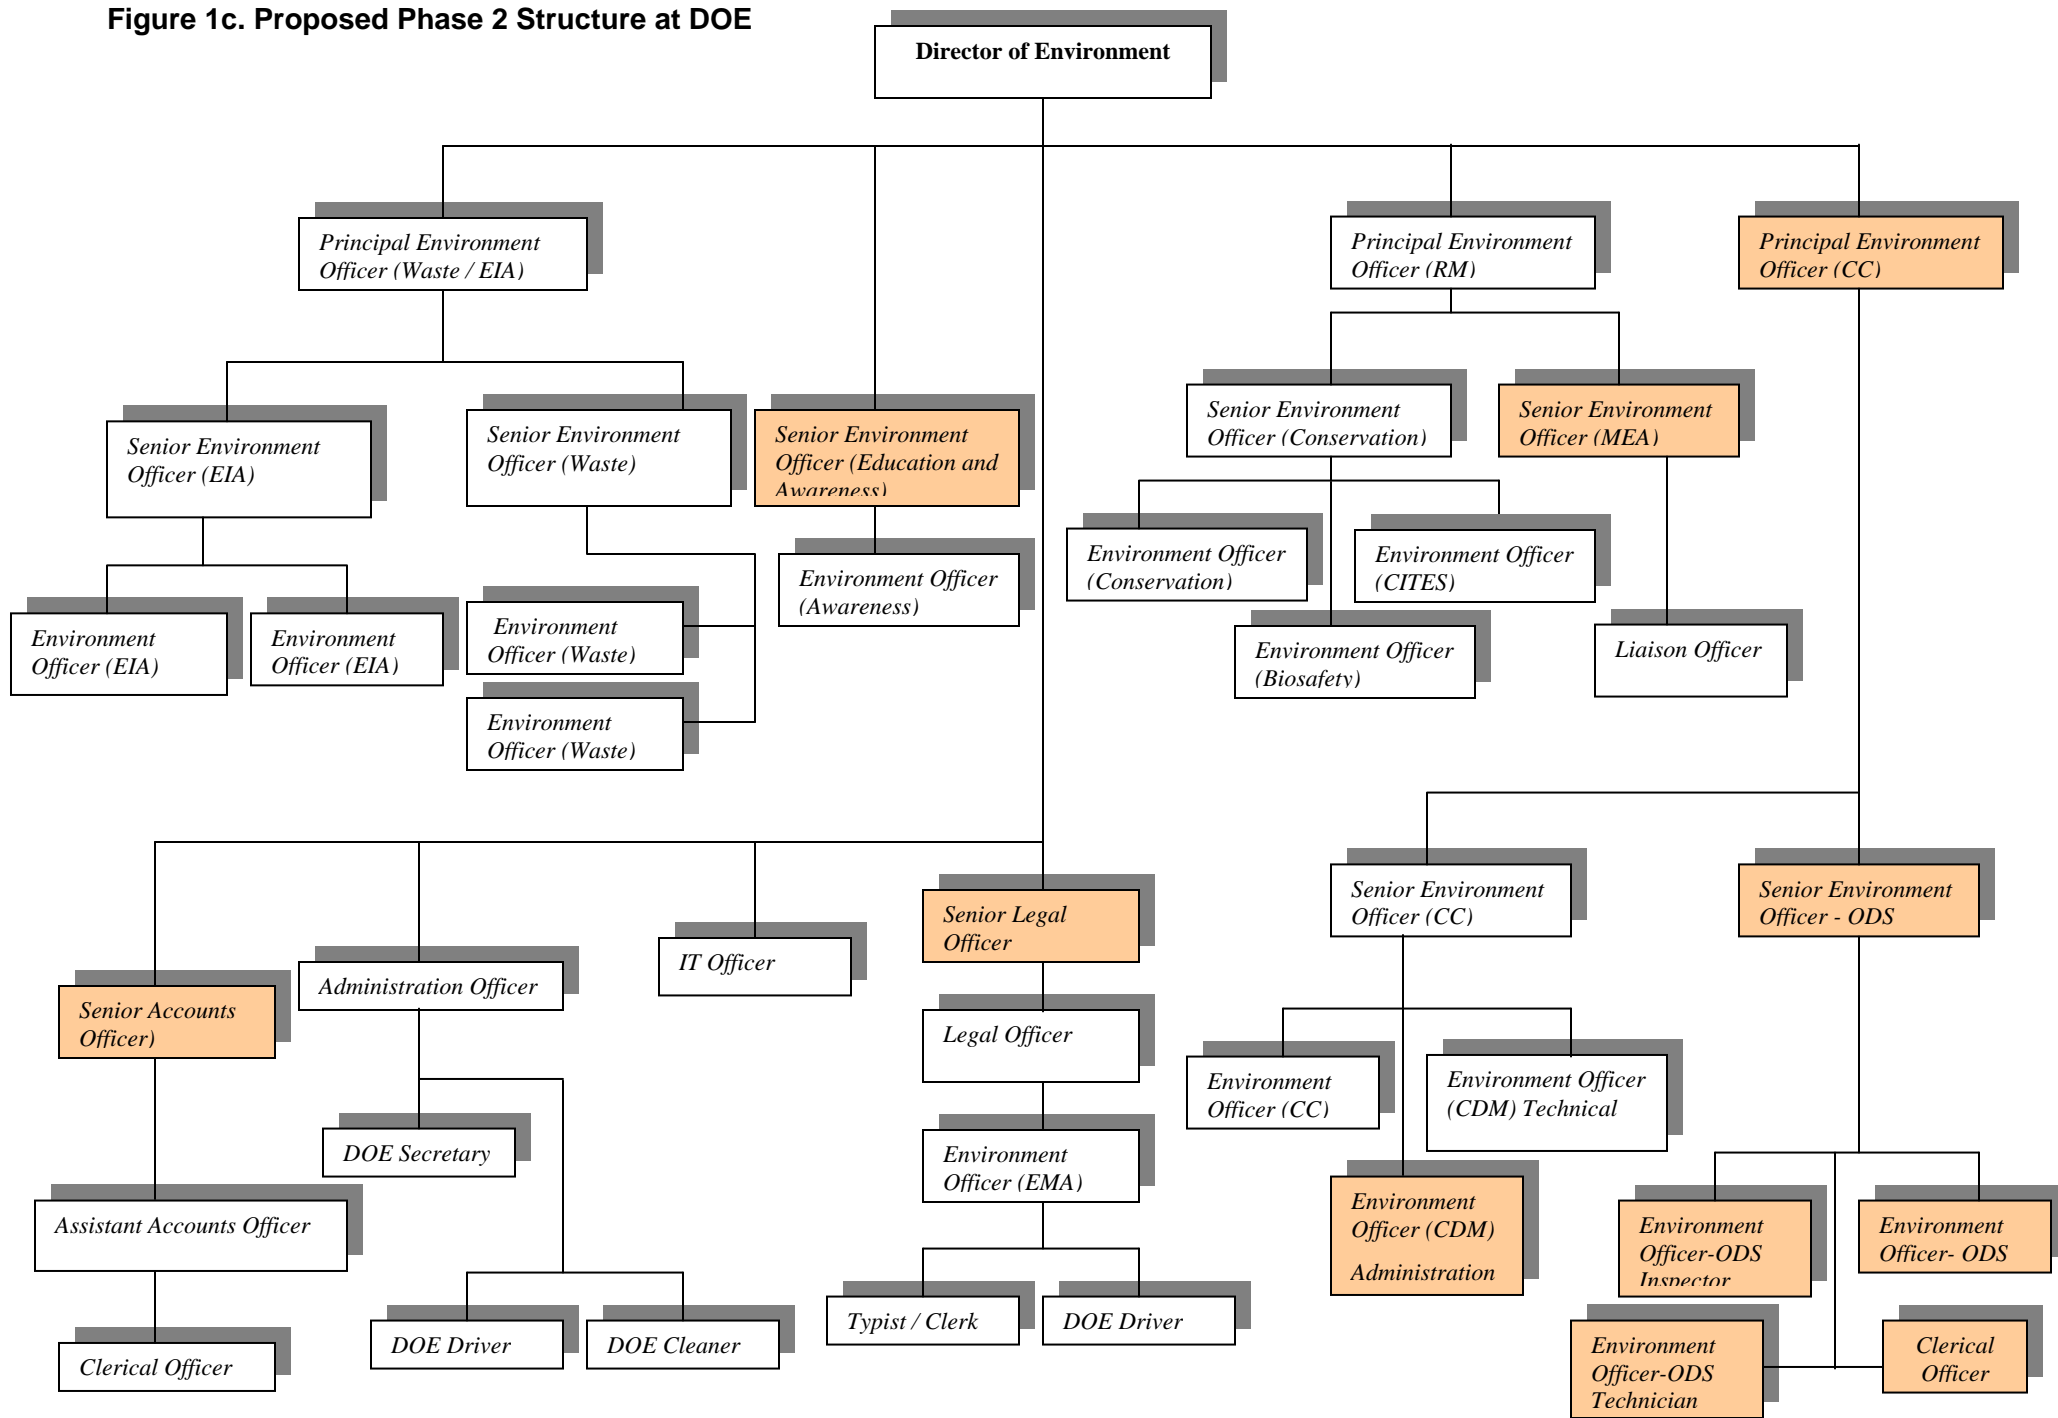 Figure 1c. Proposed Phase 2 Structure at DOE
Director of Environment
Principal Environment
Officer (Waste / EIA)
Principal Environment
Officer (RM)
Principal Environment
Officer (CC)
Senior Environment
Officer (EIA)
Senior Environment
Officer (Waste)
Senior Environment
Officer (Education and
Awareness)
Senior Environment
Officer (Conservation)
Senior Environment
Officer (MEA)
Environment
Officer (EIA)
Environment
Officer (EIA)
Environment
Officer (Waste)
Environment
Officer (Waste)
Environment Officer
(Awareness)
Environment Officer
(Conservation)
Environment Officer
(CITES)
Environment Officer
(Biosafety)
Liaison Officer
Senior Accounts
Officer)
Administration Officer
IT Officer
Senior Legal
Officer
Senior Environment
Officer (CC)
Senior Environment
Officer - ODS
Legal Officer
Environment
Officer (CC)
Environment Officer
(CDM) Technical
DOE Secretary
Environment
Officer (EMA)
Assistant Accounts Officer
Environment
Officer (CDM)
Administration
Environment
Officer-ODS
Inspector
Environment
Officer- ODS
Clerical Officer
DOE Driver
DOE Cleaner
Typist / Clerk
DOE Driver
Environment
Officer-ODS
Technician
Clerical
Officer